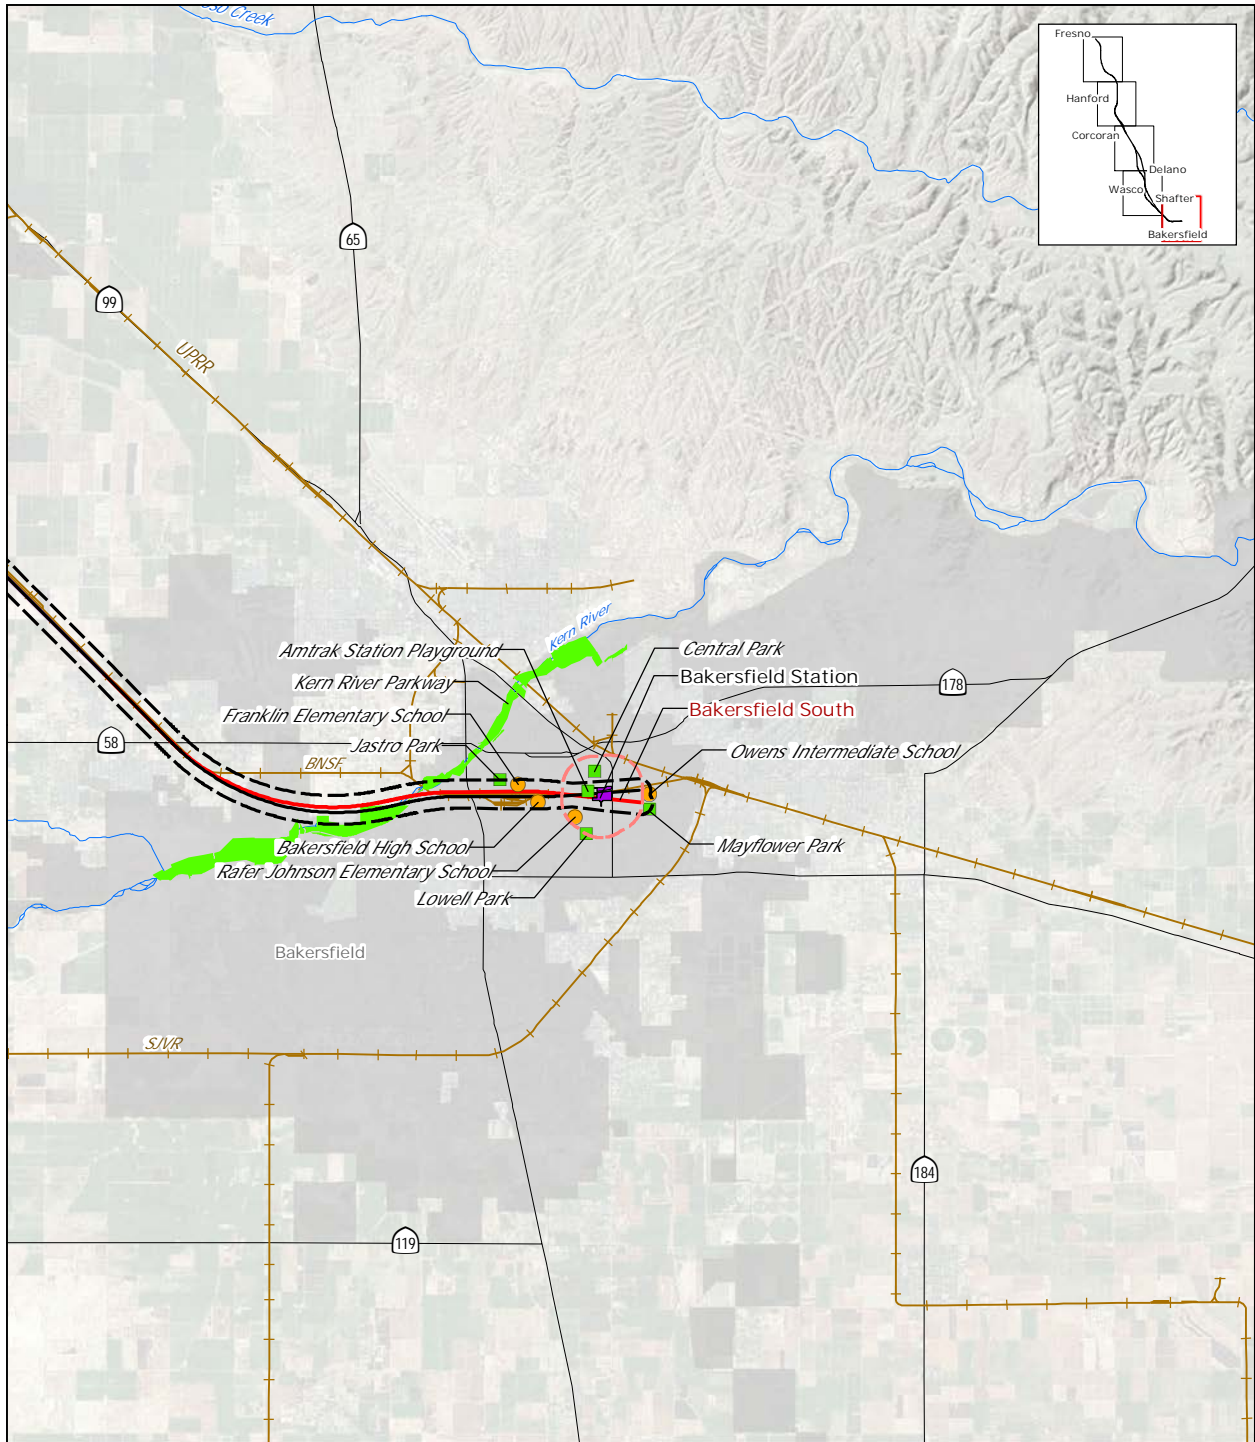 Creek
Fresno
Hanford
Corcoran
Delano
Wasco
Shafter
Bakersfield
65
99
UPRR
Kern River
Amtrak Station Playground
Central Park
Kern River Parkway
Bakersfield Station
178
Franklin Elementary School
Bakersfield South
58
Jastro Park
Owens Intermediate School
BNSF
Bakersfield High School
Mayflower Park
Rafer Johnson Elementary School
Lowell Park
Bakersfield
SJVR
184
119